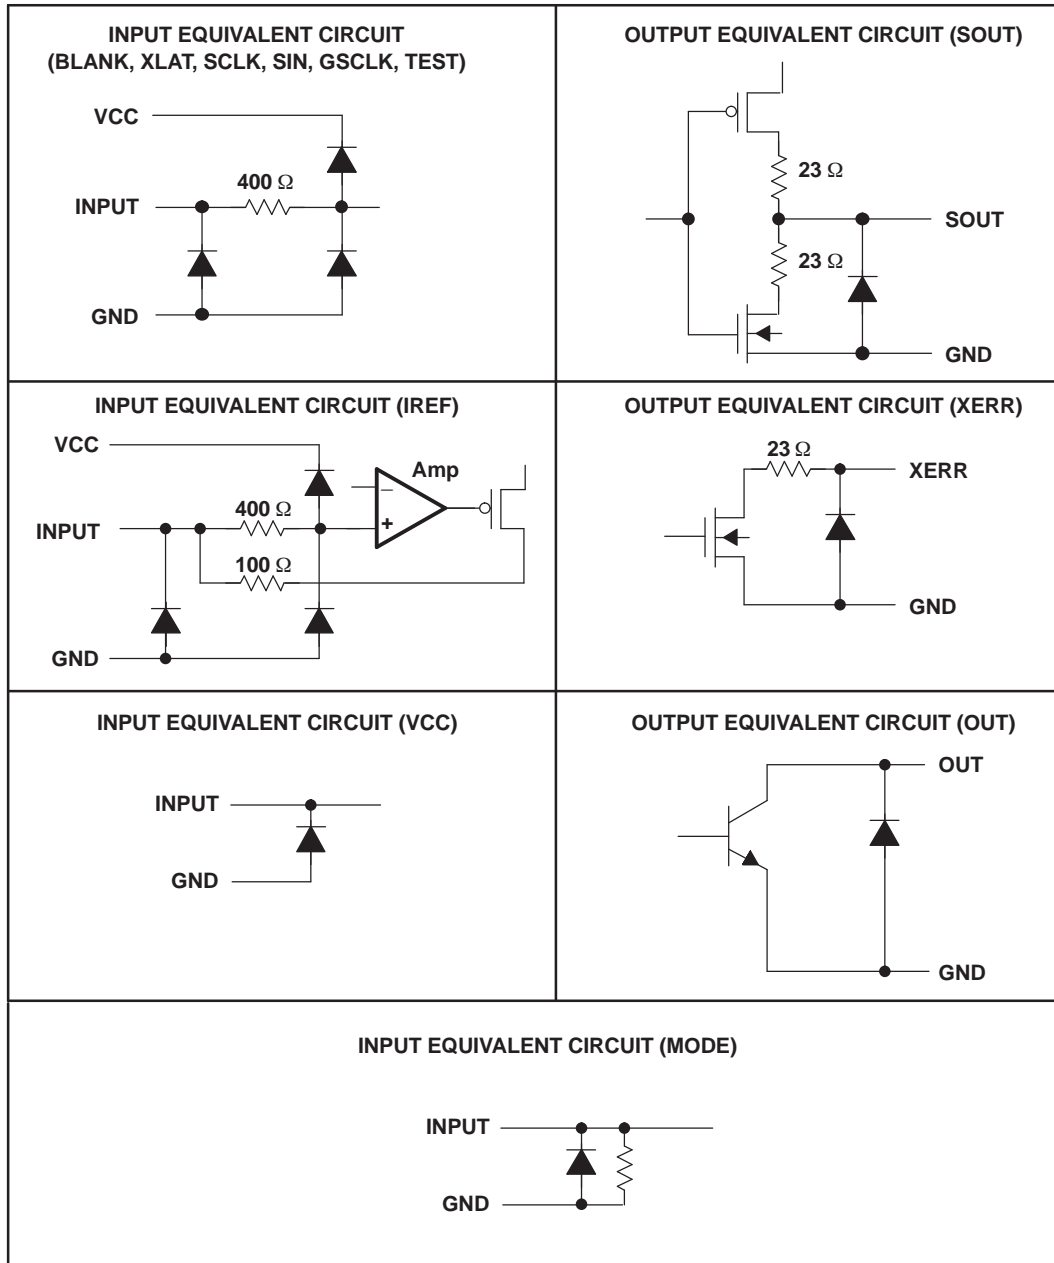 INPUT EQUIVALENT CIRCUIT
(BLANK, XLAT, SCLK, SIN, GSCLK, TEST)
VCC
400 Ω
INPUT
GND
OUTPUT EQUIVALENT CIRCUIT (SOUT)
23 Ω
SOUT
23 Ω
GND
INPUT EQUIVALENT CIRCUIT (IREF)
VCC
Amp
400 Ω
INPUT
100 Ω
GND
−
+
OUTPUT EQUIVALENT CIRCUIT (XERR)
23 Ω
XERR
GND
INPUT EQUIVALENT CIRCUIT (VCC)
INPUT
GND
OUTPUT EQUIVALENT CIRCUIT (OUT)
OUT
GND
INPUT EQUIVALENT CIRCUIT (MODE)
INPUT
GND